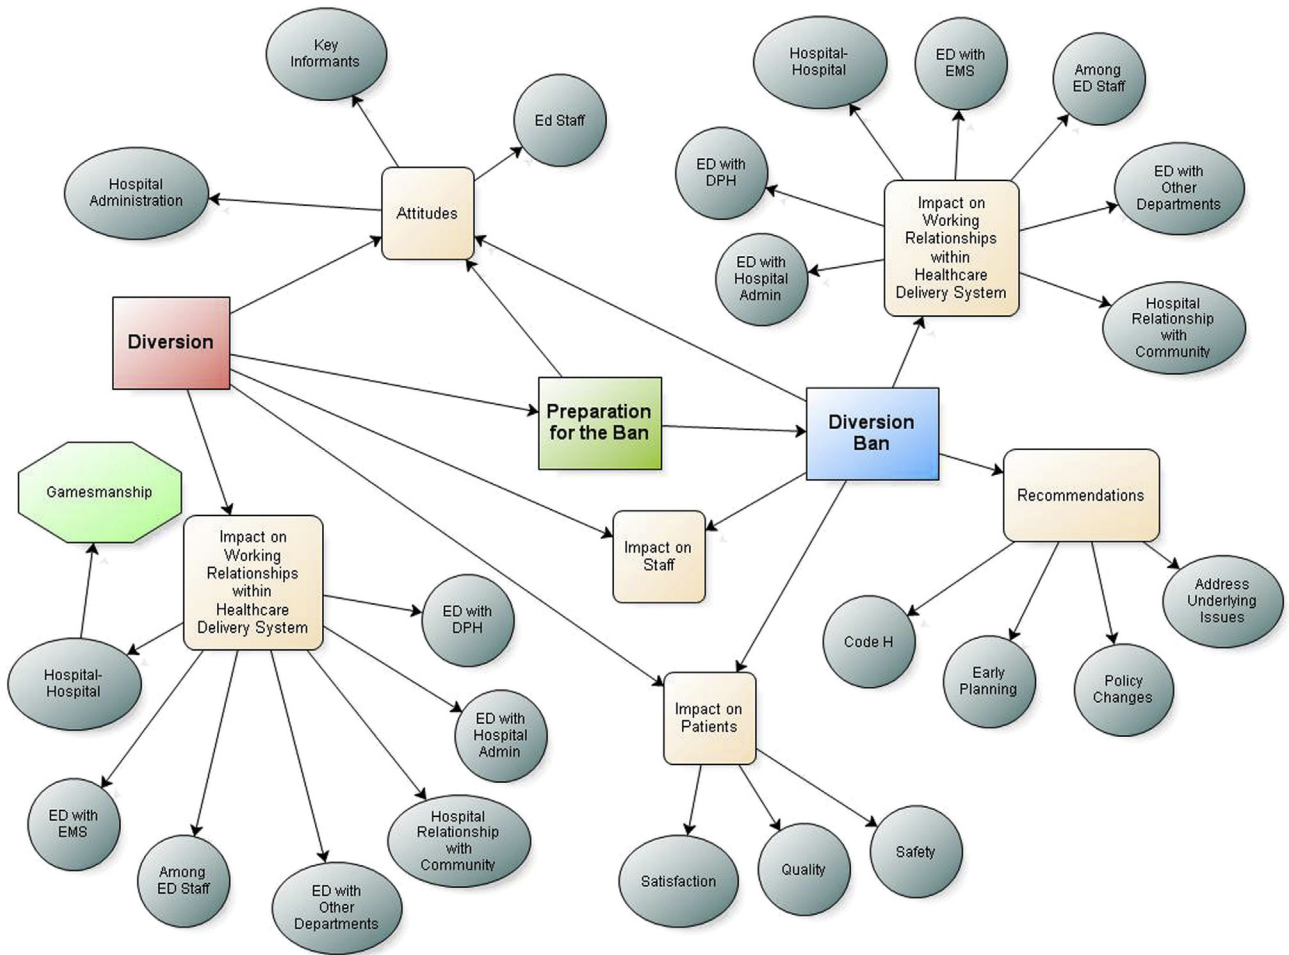 Key
Informants
Ed Staff
Hospital
Administration
Attitudes
Hospital-
Hospital
ED with
EMS
Among
ED Staff
ED with
DPH
ED with
Other
Departments
ED with
Hospital
Admin
Impact on
Working
Relationships
within
Healthcare
Delivery System
Hospital
Relationship
with
Community
Diversion
Preparation
for the Ban
Diversion
Ban
Gamesmanship
Recommendations
Impact on
Working
Relationships
within
Healthcare
Delivery System
Impact on
Staff
ED with
DPH
Address
Underlying
Issues
Code H
Early
Planning
Policy
Changes
Hospital-
Hospital
ED with
Hospital
Admin
Impact on
Patients
ED with
EMS
Among
ED Staff
ED with
Other
Departments
Hospital
Relationship
with
Community
Satisfaction
Quality
Safety